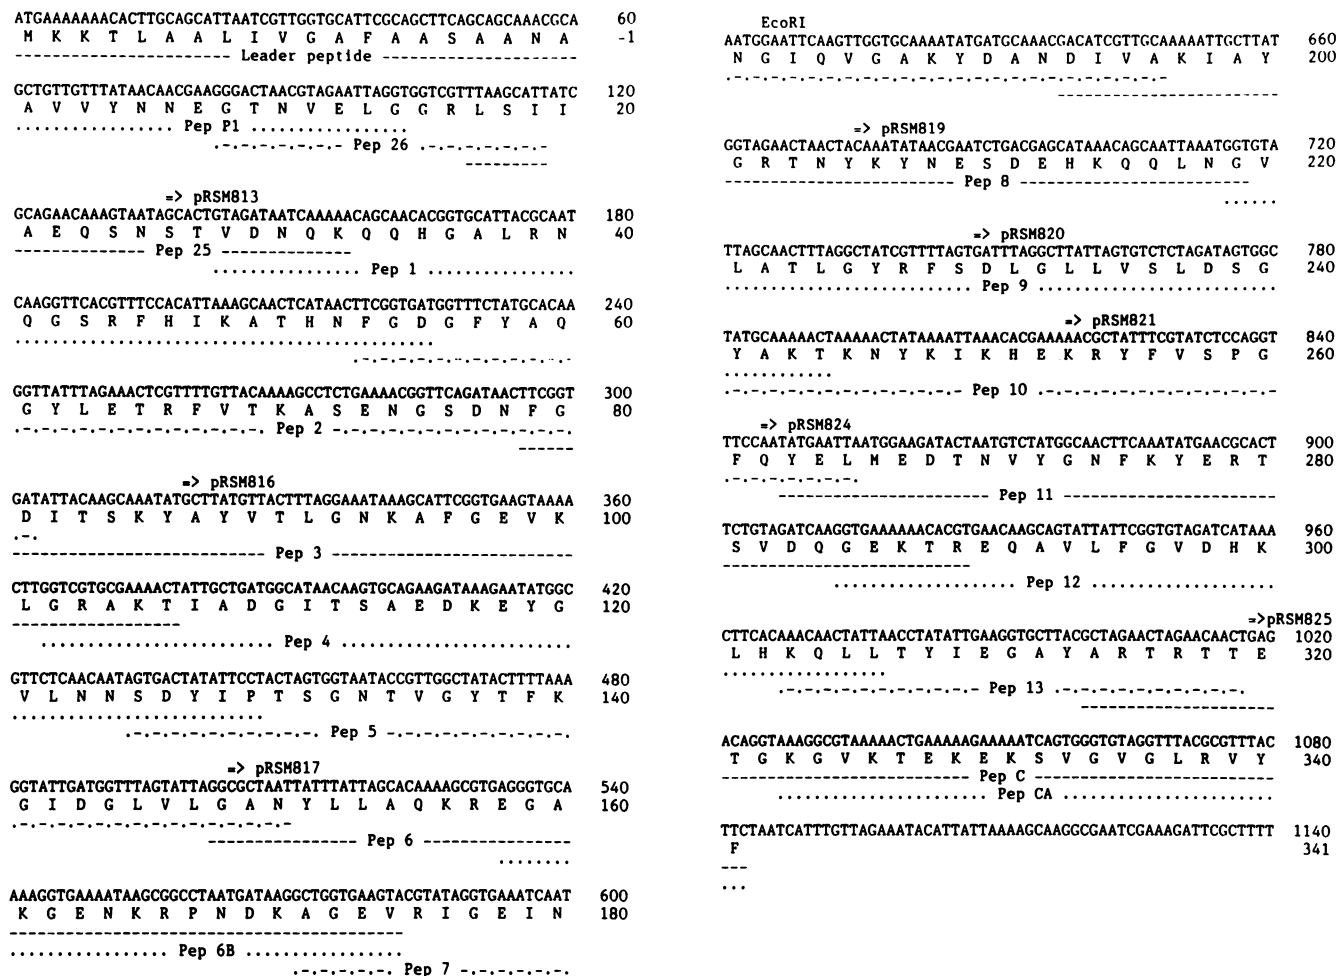 ATGAAAAAAACACTTGCAGCATTAATCGTTGGTGCATTCGCAGCTTCAGCAGCAAACGCA 60
M K K T L A A L I V G A F A A S A A N A -1
Leader peptide
GCTGTTGTTTATAACAACGAAGGGACTAACGTAGAATTAGGTGGTCGTTTAAGCATTATC 120
A V V Y N N E G T N V E L G G R L S I I 20
Pep P1
Pep 26
=> pRSM813
GCAGAACAAAGTAATAGCACTGTAGATAATCAAAAACAGCAACACGGTGCATTACGCAAT 180
A E Q S N S T V D N Q K Q Q H G A L R N 40
Pep 25
Pep 1
CAAGGTTCACGTTTCCACATTAAAGCAACTCATAACTTCGGTGATGGTTTCTATGCACAA 240
Q G S R F H I K A T H N F G D G F Y A Q 60
GGTTATTTAGAAACTCGTTTTGTTACAAAAGCCTCTGAAAACGGTTCAGATAACTTCGGT 300
G Y L E T R F V T K A S E N G S D N F G 80
Pep 2
=> pRSM816
GATATTACAAGCAAATATGCTTATGTTACTTTAGGAAATAAAGCATTCGGTGAAGTAAAA 360
D I T S K Y A Y V T L G N K A F G E V K 100
Pep 3
CTTGGTCGTGCGAAAACTATTGCTGATGGCATAACAAGTGCAGAAGATAAAGAATATGGC 420
L G R A K T I A D G I T S A E D K E Y G 120
Pep 4
GTTCTCAACAATAGTGACTATATTCCTACTAGTGGTAATACCGTTGGCTATACTTTTAAA 480
V L N N S D Y I P T S G N T V G Y T F K 140
Pep 5
=> pRSM817
GGTATTGATGGTTTAGTATTAGGCGCTAATTATTTATTAGCACAAAAGCGTGAGGGTGCA 540
G I D G L V L G A N Y L L A Q K R E G A 160
Pep 6
AAAGGTGAAAATAAGCGGCCTAATGATAAGGCTGGTGAAGTACGTATAGGTGAAATCAAT 600
K G E N K R P N D K A G E V R I G E I N 180
Pep 6B
Pep 7
EcoRI
AATGGAATTCAAGTTGGTGCAAAATATGATGCAAACGACATCGTTGCAAAAATTGCTTAT 660
N G I Q V G A K Y D A N D I V A K I A Y 200
=> pRSM819
GGTAGAACTAACTACAAATATAACGAATCTGACGAGCATAAACAGCAATTAAATGGTGTA 720
G R T N Y K Y N E S D E H K Q Q L N G V 220
Pep 8
=> pRSM820
TTAGCAACTTTAGGCTATCGTTTTAGTGATTTAGGCTTATTAGTGTCTCTAGATAGTGGC 780
L A T L G Y R F S D L G L L V S L D S G 240
Pep 9
=> pRSM821
TATGCAAAAACTAAAAACTATAAAATTAAACACGAAAAACGCTATTTCGTATCTCCAGGT 840
Y A K T K N Y K I K H E K R Y F V S P G 260
Pep 10
=> pRSM824
TTCCAATATGAATTAATGGAAGATACTAATGTCTATGGCAACTTCAAATATGAACGCACT 900
F Q Y E L M E D T N V Y G N F K Y E R T 280
Pep 11
TCTGTAGATCAAGGTGAAAAAACACGTGAACAAGCAGTATTATTCGGTGTAGATCATAAA 960
S V D Q G E K T R E Q A V L F G V D H K 300
Pep 12
=>pRSM825
CTTCACAAACAACTATTAACCTATATTGAAGGTGCTTACGCTAGAACTAGAACAACTGAG 1020
L H K Q L L T Y I E G A Y A R T R T T E 320
Pep 13
ACAGGTAAAGGCGTAAAAACTGAAAAAGAAAAATCAGTGGGTGTAGGTTTACGCGTTTAC 1080
T G K G V K T E K E K S V G V G L R V Y 340
Pep C
Pep CA
TTCTAATCATTTGTTAGAAATACATTATTAAAAGCAAGGCGAATCGAAAGATTCGCTTTT 1140
F 341